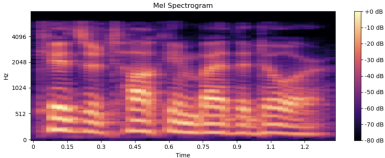 Mel Spectrogram
+0 dB
-10 dB
-20 dB
-30 dB
-40 dB
-50 dB
-60 dB
-70 dB
-80 dB
Hz
4096
2048
1024
512
0
0 0.15 0.3 0.45 0.6 0.75 0.9 1.1 1.2
Time